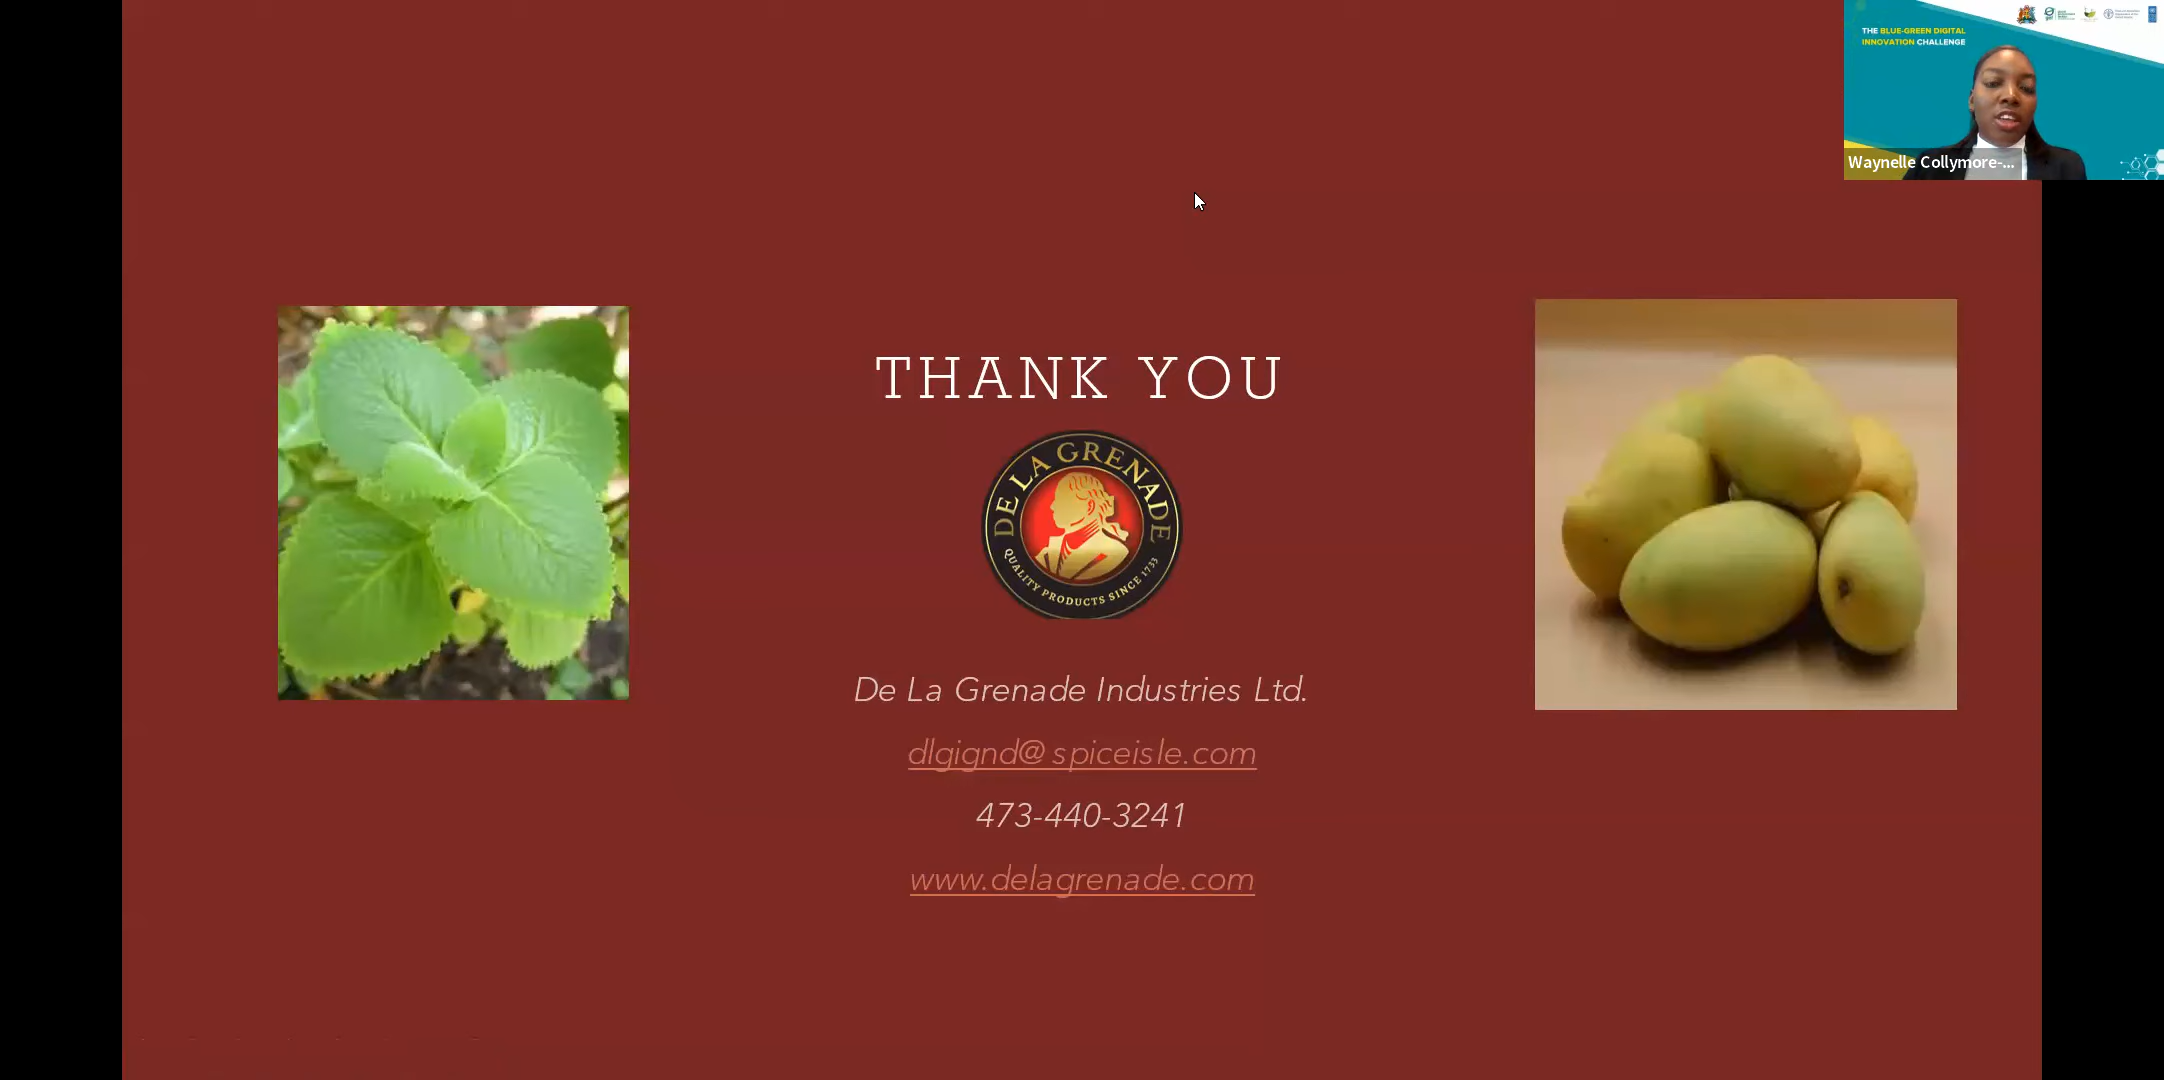 THE BLUE-GREEN DIGITAL
INNOVATION CHALLENGE
Waynelle Collymore-...
THANK YOU
DE LA GRENADE
QUALITY PRODUCTS SINCE 1733
De La Grenade Industries Ltd.
dlgignd@spiceisle.com
473-440-3241
www.delagrenade.com